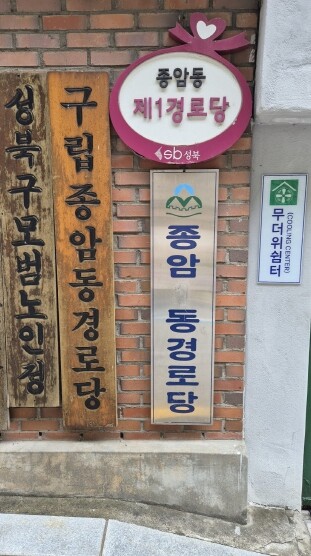 성북구모범노인정
구립종암동경로당
종암동
제1경로당
sb성북
종암 동경로당
무더위쉼터
(COOLING CENTER)